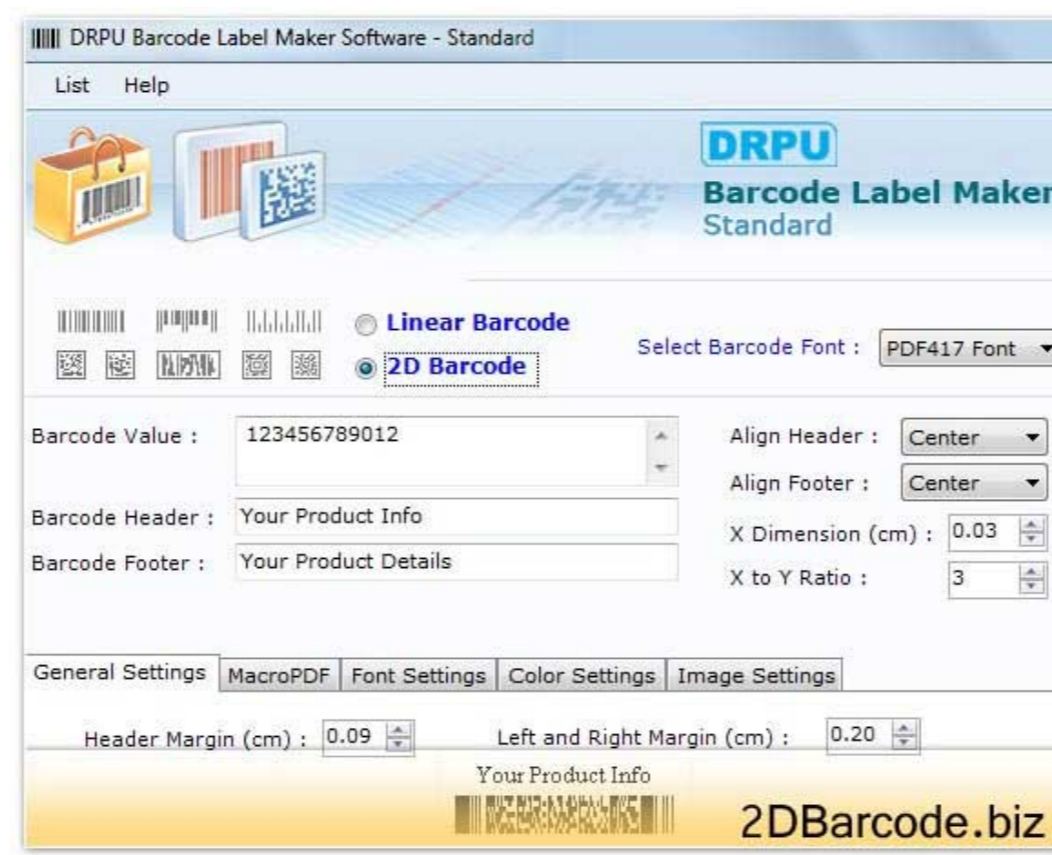 DRPU Barcode Label Maker Software - Standard
List Help
DRPU
Barcode Label Maker
Standard
Linear Barcode
2D Barcode
Select Barcode Font : PDF417 Font
Barcode Value : 123456789012
Align Header : Center
Align Footer : Center
Barcode Header : Your Product Info
X Dimension (cm) : 0.03
Barcode Footer : Your Product Details
X to Y Ratio : 3
General Settings MacroPDF Font Settings Color Settings Image Settings
Header Margin (cm) : 0.09 Left and Right Margin (cm) : 0.20
Your Product Info
2DBarcode.biz